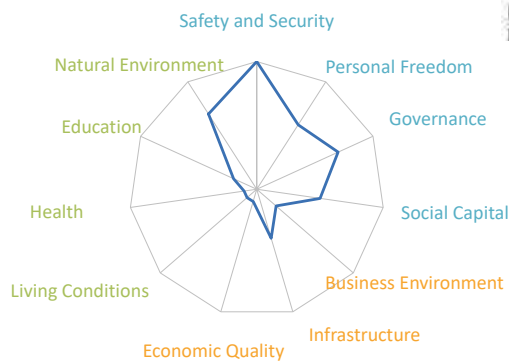 Safety and Security
Natural Environment
Personal Freedom
Education
Governance
Health
Social Capital
Living Conditions
Business Environment
Infrastructure
Economic Quality